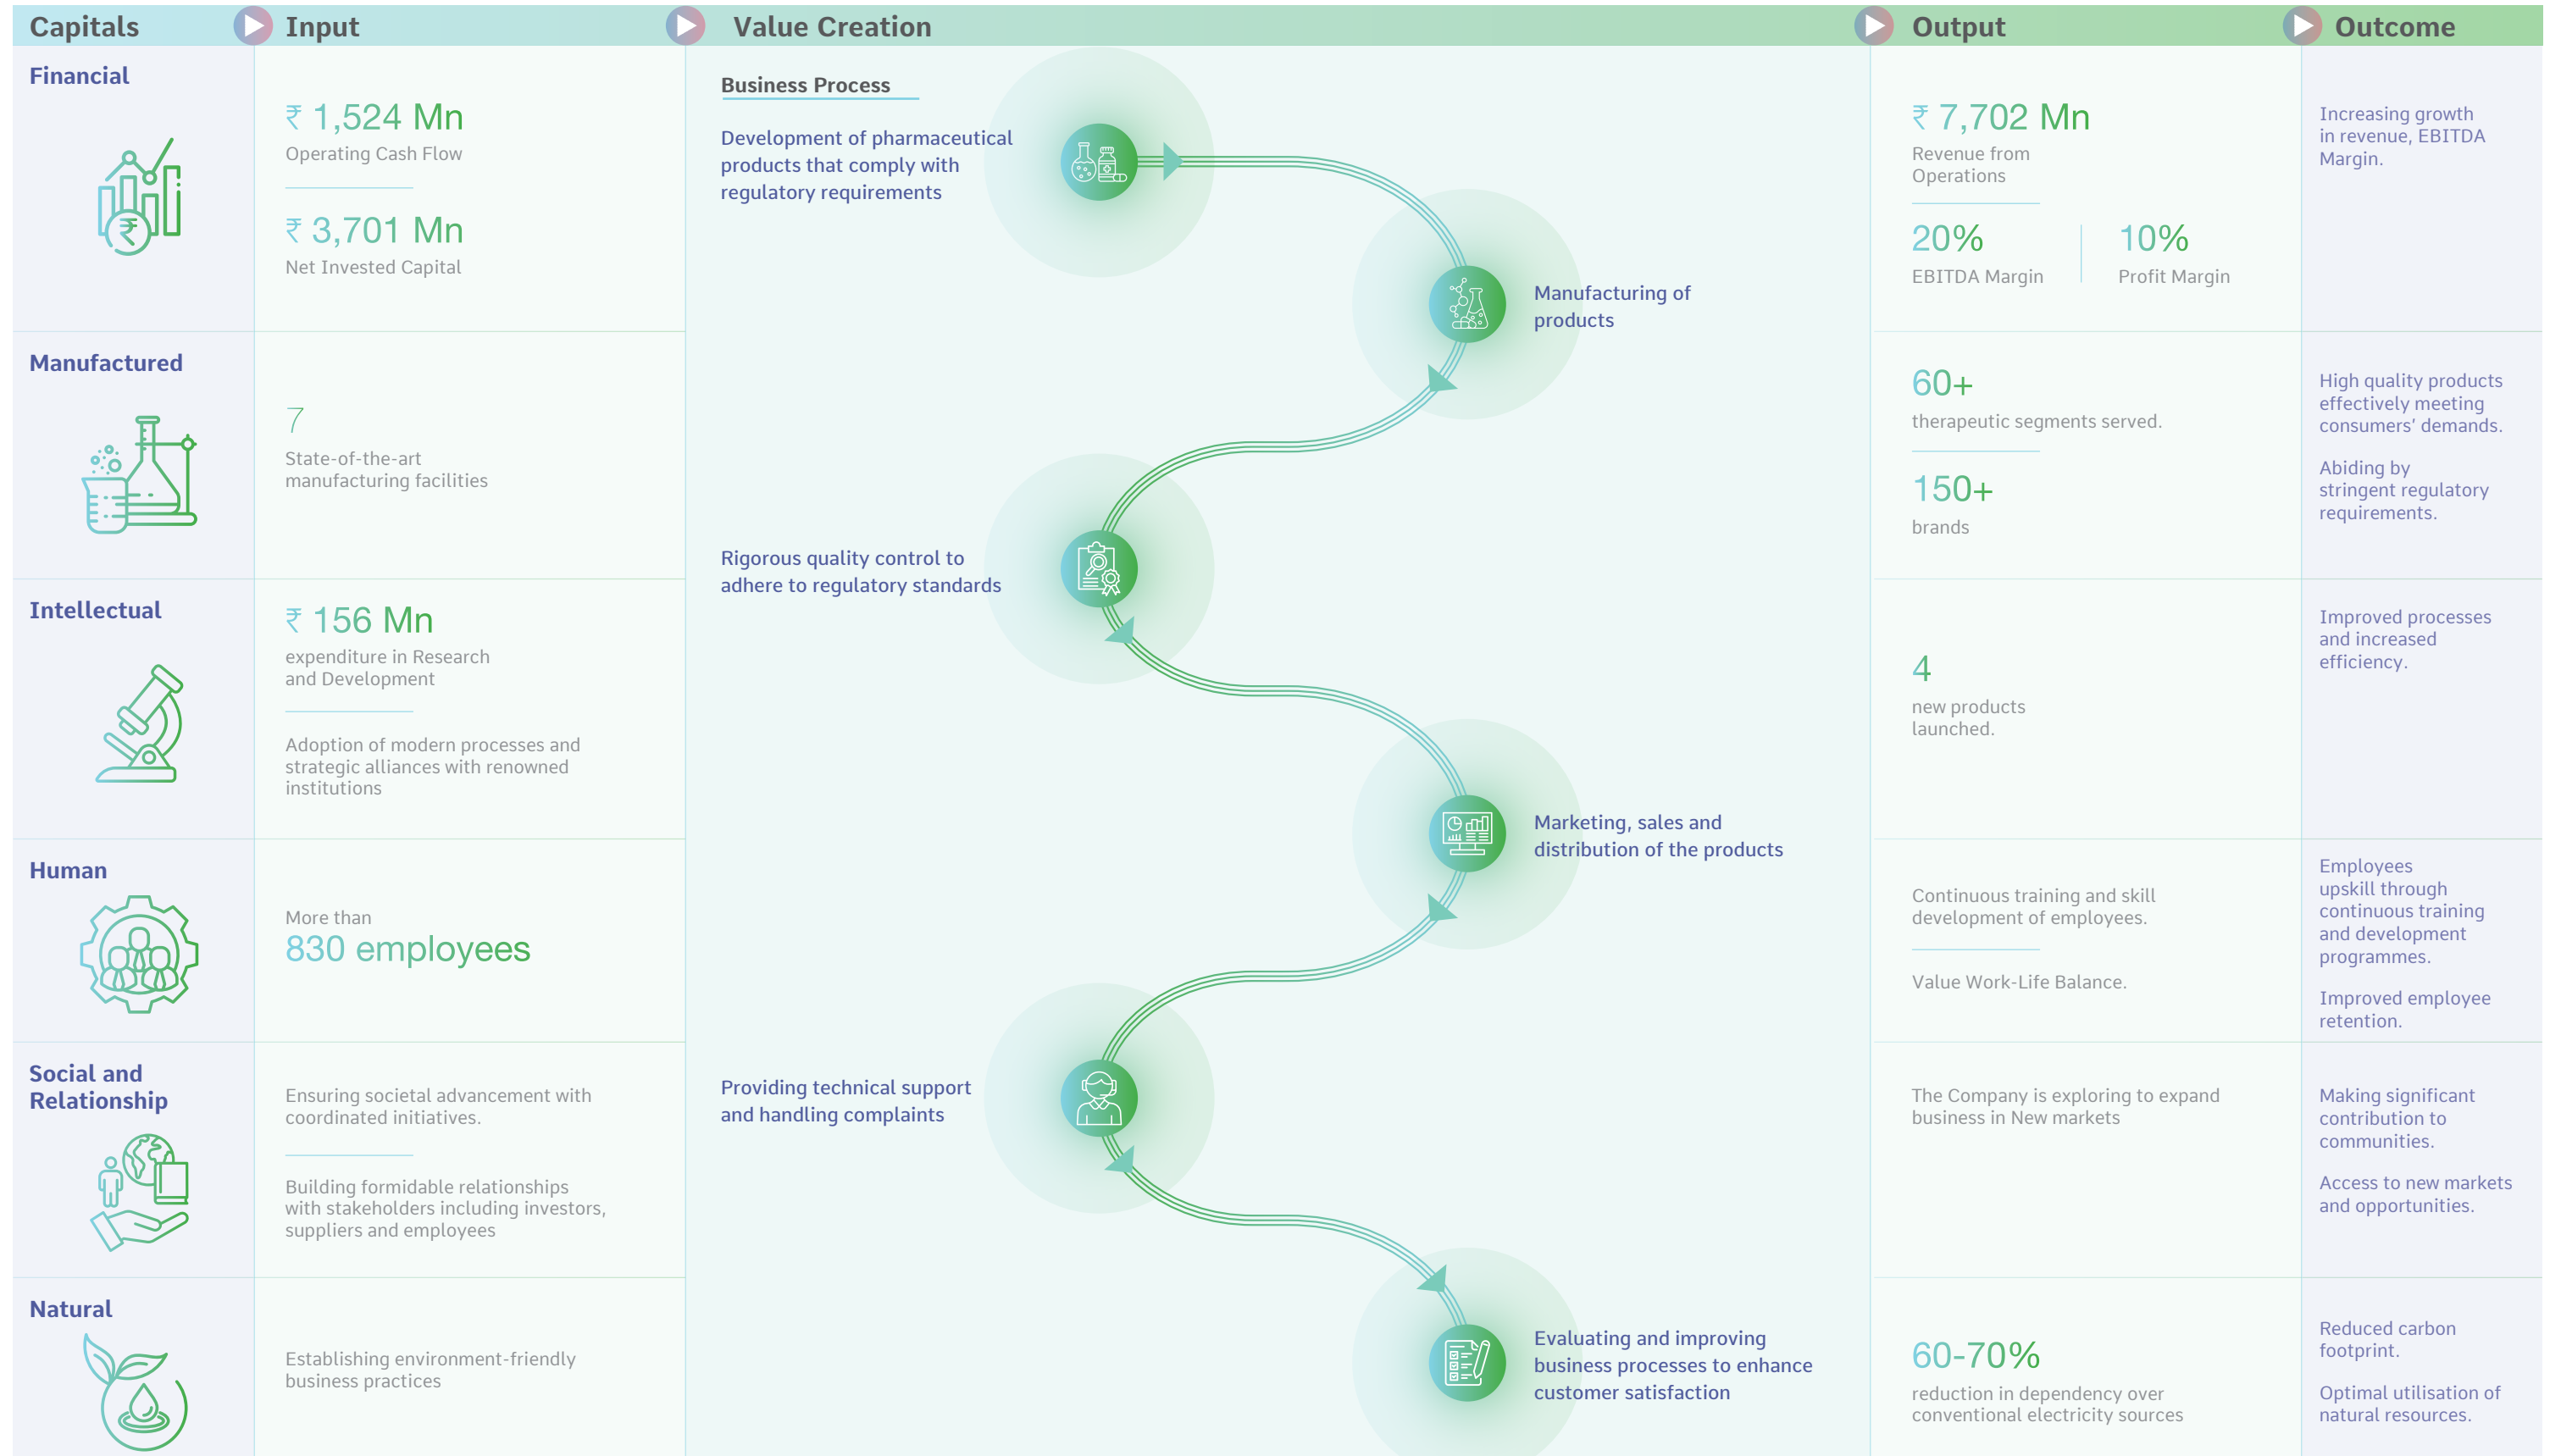 Capitals
Input
Value Creation
Output
Outcome
Financial
₹ 1,524 Mn
Operating Cash Flow
₹ 3,701 Mn
Net Invested Capital
Business Process
Development of pharmaceutical
products that comply with
regulatory requirements
Manufacturing of
products
₹ 7,702 Mn
Revenue from
Operations
20%
EBITDA Margin
10%
Profit Margin
Increasing growth
in revenue, EBITDA
Margin.
Manufactured
7
State-of-the-art
manufacturing facilities
Rigorous quality control to
adhere to regulatory standards
60+
therapeutic segments served.
150+
brands
High quality products
effectively meeting
consumers’ demands.
Abiding by
stringent regulatory
requirements.
Intellectual
₹ 156 Mn
expenditure in Research
and Development
Adoption of modern processes and
strategic alliances with renowned
institutions
Marketing, sales and
distribution of the products
4
new products
launched.
Improved processes
and increased
efficiency.
Human
More than
830 employees
Continuous training and skill
development of employees.
Value Work-Life Balance.
Employees
upskill through
continuous training
and development
programmes.
Improved employee
retention.
Social and
Relationship
Ensuring societal advancement with
coordinated initiatives.
Building formidable relationships
with stakeholders including investors,
suppliers and employees
Providing technical support
and handling complaints
The Company is exploring to expand
business in New markets
Making significant
contribution to
communities.
Access to new markets
and opportunities.
Natural
Establishing environment-friendly
business practices
Evaluating and improving
business processes to enhance
customer satisfaction
60-70%
reduction in dependency over
conventional electricity sources
Reduced carbon
footprint.
Optimal utilisation of
natural resources.